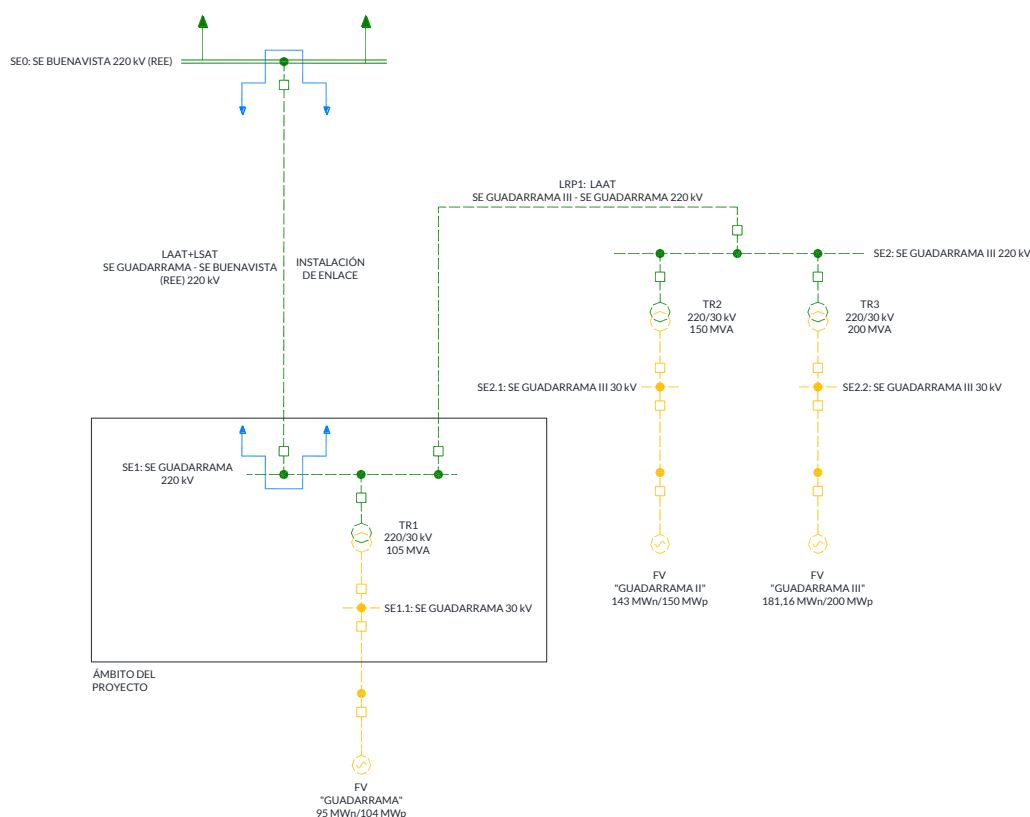 SE0: SE BUENAVISTA 220 kV (REE)
LRP1: LAAT
SE GUADARRAMA III - SE GUADARRAMA 220 kV
LAAT+LSAT
SE GUADARRAMA - SE BUENAVISTA
(REE) 220 kV
INSTALACIÓN
DE ENLACE
SE2: SE GUADARRAMA III 220 kV
TR2
220/30 kV
150 MVA
TR3
220/30 kV
200 MVA
SE2.1: SE GUADARRAMA III 30 kV
SE2.2: SE GUADARRAMA III 30 kV
SE1: SE GUADARRAMA
220 kV
TR1
220/30 kV
105 MVA
FV
"GUADARRAMA II"
143 MWn/150 MWp
FV
"GUADARRAMA III"
181,16 MWn/200 MWp
SE1.1: SE GUADARRAMA 30 kV
ÁMBITO DEL
PROYECTO
FV
"GUADARRAMA"
95 MWn/104 MWp